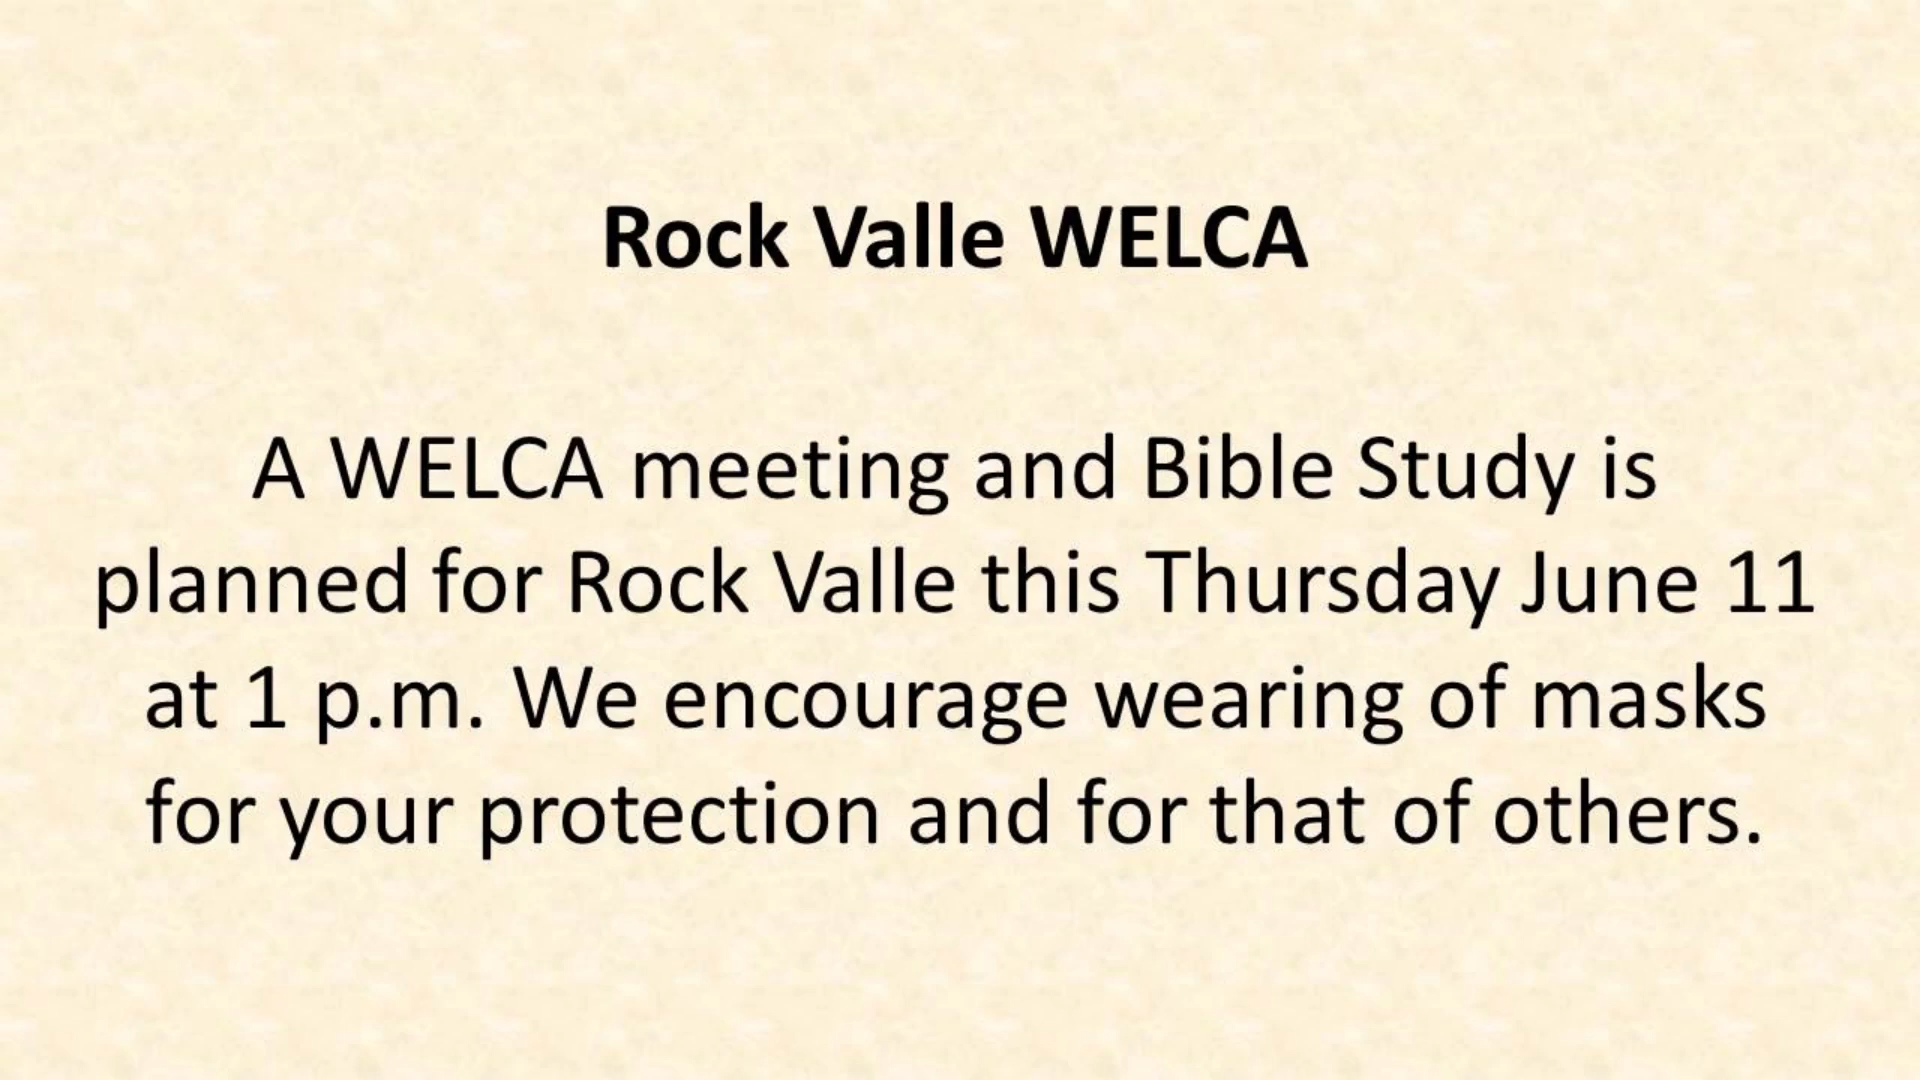 Rock Valle WELCA
A WELCA meeting and Bible Study is
planned for Rock Valle this Thursday June 11
at 1 p.m. We encourage wearing of masks
for your protection and for that of others.